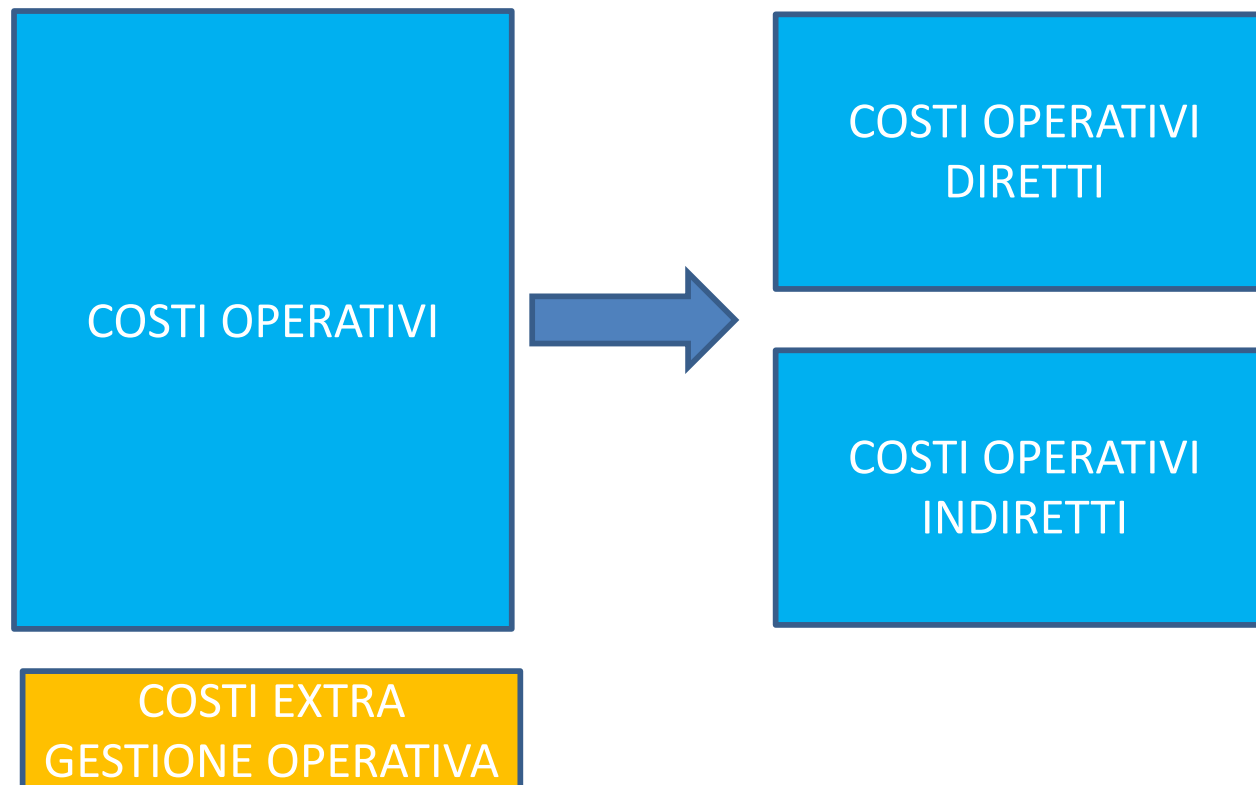 COSTI OPERATIVI
COSTI OPERATIVI
DIRETTI
COSTI OPERATIVI
INDIRETTI
COSTI EXTRA
GESTIONE OPERATIVA